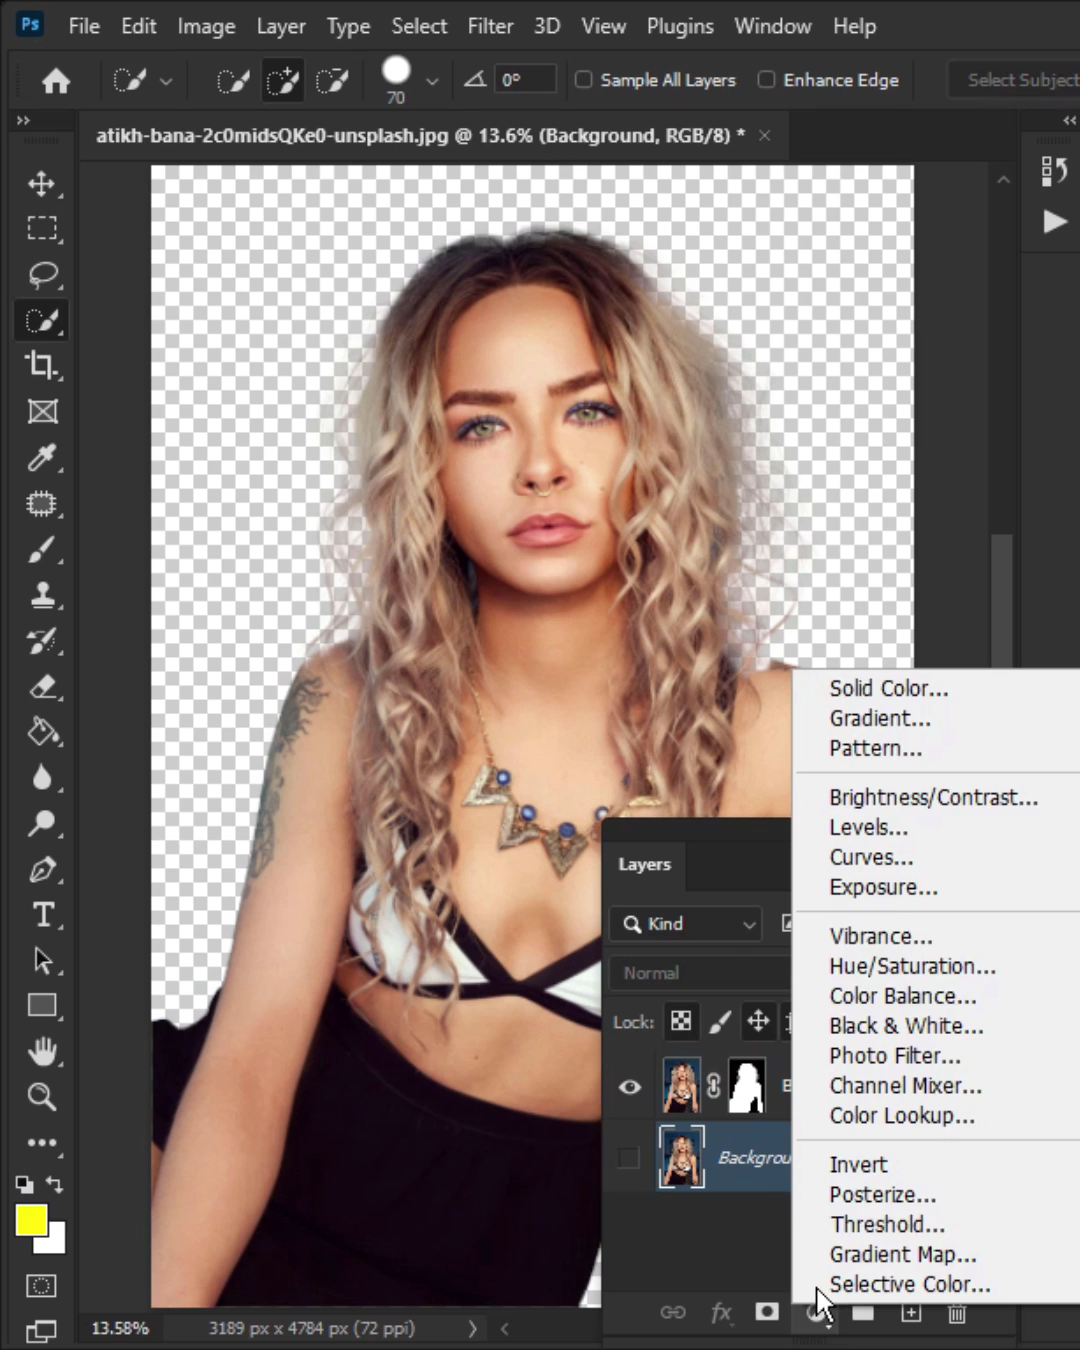 Ps File Edit Image Layer Type Select Filter 3D View Plugins Window Help
70 0° Sample All Layers Enhance Edge Select Subject
atikh-bana-2c0midsQKe0-unsplash.jpg @ 13.6% (Background, RGB/8) * ×
Solid Color...
Gradient...
Pattern...
Brightness/Contrast...
Levels...
Curves...
Exposure...
Vibrance...
Hue/Saturation...
Color Balance...
Black & White...
Photo Filter...
Channel Mixer...
Color Lookup...
Invert
Posterize...
Threshold...
Gradient Map...
Selective Color...
Layers
Kind
Normal
Lock:
Backgrou
fx
13.58% 3189 px x 4784 px (72 ppi)